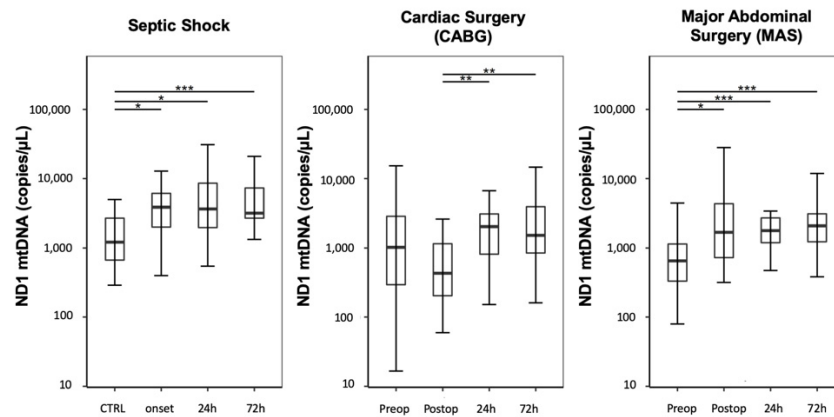 Septic Shock
ND1 mtDNA (copies/µL)
100,000
10,000
1,000
100
10
***
*
*
CTRL onset 24h 72h
Cardiac Surgery
(CABG)
ND1 mtDNA (copies/µL)
100,000
10,000
1,000
100
10
**
**
Preop Postop 24h 72h
Major Abdominal
Surgery (MAS)
ND1 mtDNA (copies/µL)
100,000
10,000
1,000
100
10
***
***
*
Preop Postop 24h 72h